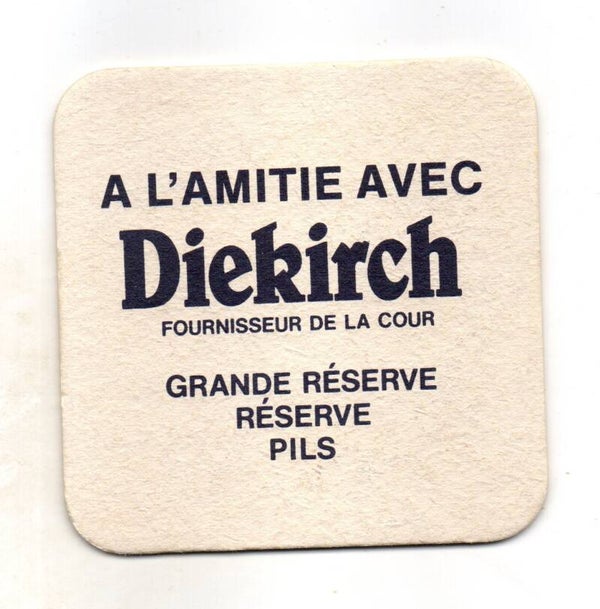 A L'AMITIE AVEC
Diekirch
FOURNISSEUR DE LA COUR
GRANDE RÉSERVE
RÉSERVE
PILS